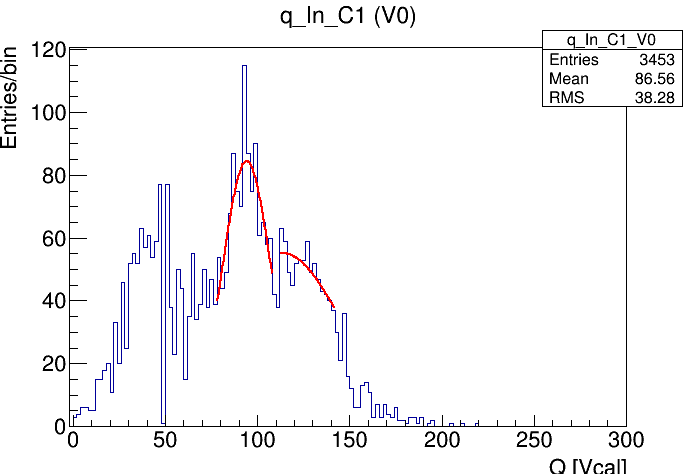 q_In_C1 (V0)
q_In_C1_V0
Entries 3453
Mean 86.56
RMS 38.28
Entries/bin
120
100
80
60
40
20
0
0 50 100 150 200 250 300
Q [Vcal]